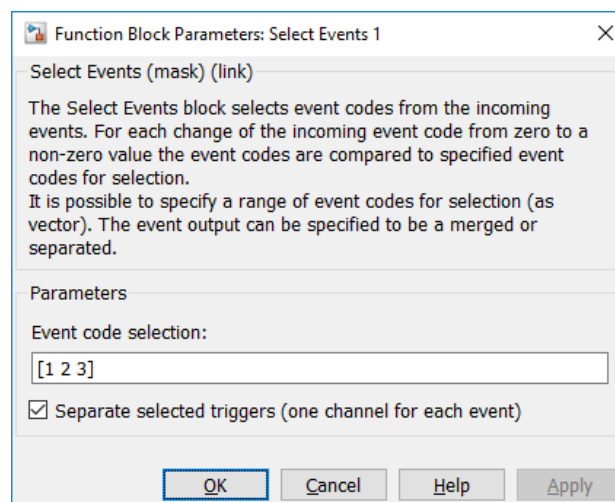 Function Block Parameters: Select Events 1
Select Events (mask) (link)
The Select Events block selects event codes from the incoming
events. For each change of the incoming event code from zero to a
non-zero value the event codes are compared to specified event
codes for selection.
It is possible to specify a range of event codes for selection (as
vector). The event output can be specified to be a merged or
separated.
Parameters
Event code selection:
[1 2 3]
Separate selected triggers (one channel for each event)
OK Cancel Help Apply